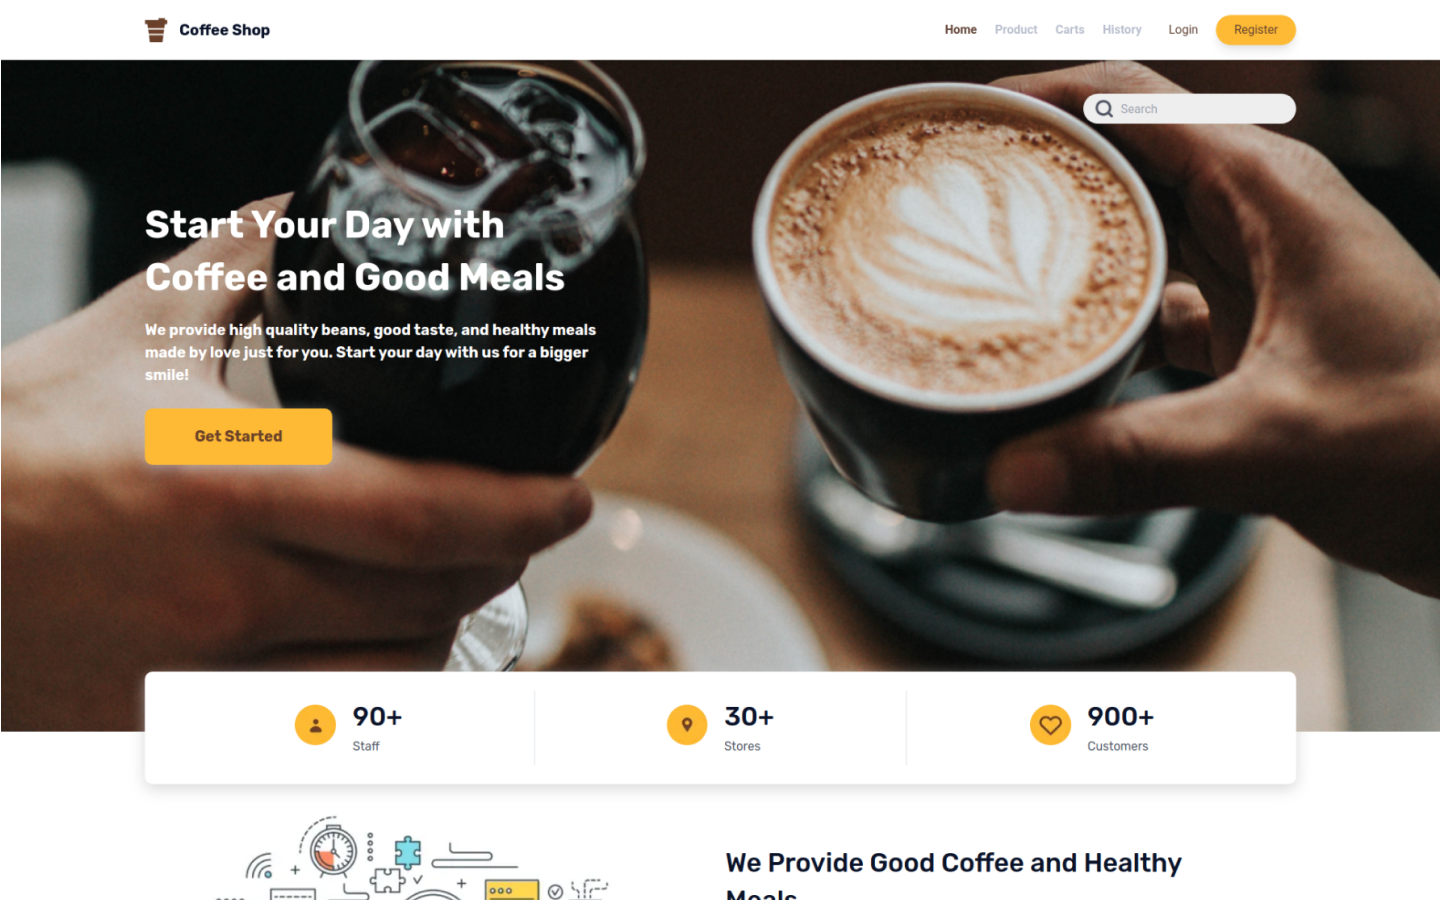 Coffee Shop
Home Product Carts History Login Register
Search
Start Your Day with
Coffee and Good Meals
We provide high quality beans, good taste, and healthy meals
made by love just for you. Start your day with us for a bigger
smile!
Get Started
90+
Staff
30+
Stores
900+
Customers
We Provide Good Coffee and Healthy
Meals